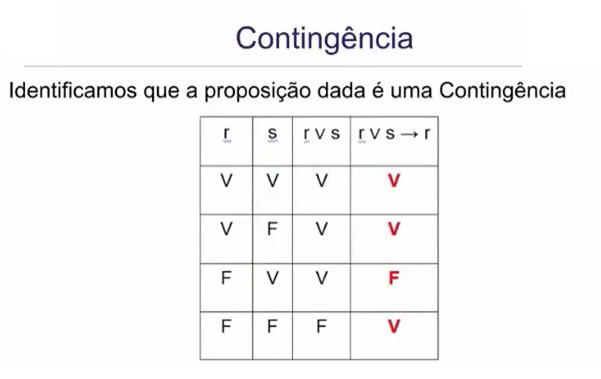 Contingência
Identificamos que a proposição dada é uma Contingência
r s r V s r V s → r
V V V V
V F V V
F V V F
F F F V